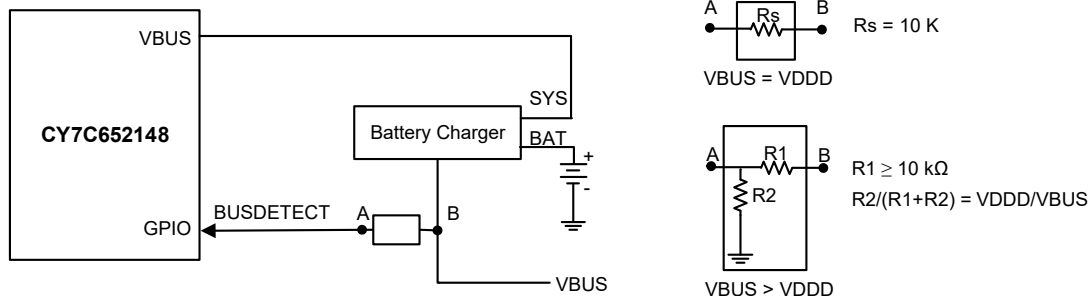 VBUS
CY7C652148
GPIO
BUSDETECT
SYS
Battery Charger
BAT
+
-
A
B
VBUS
A
B
Rs
Rs = 10 K
VBUS = VDDD
A
R1
B
R2
R1 ≥ 10 kΩ
R2/(R1+R2) = VDDD/VBUS
VBUS > VDDD